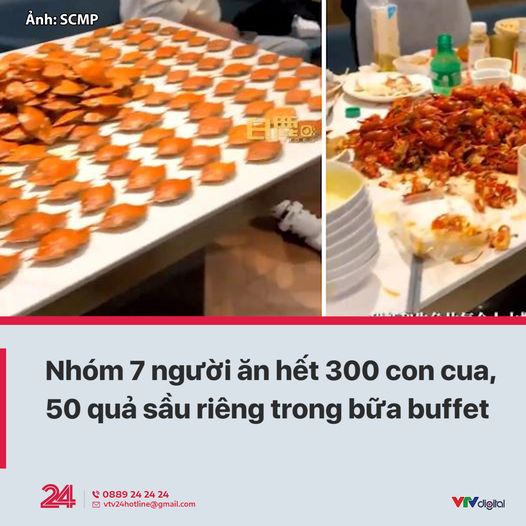 Ảnh: SCMP
Nhóm 7 người ăn hết 300 con cua,
50 quả sầu riêng trong bữa buffet
24
0889 24 24 24
vtv24hotline@gmail.com
VTVdigital